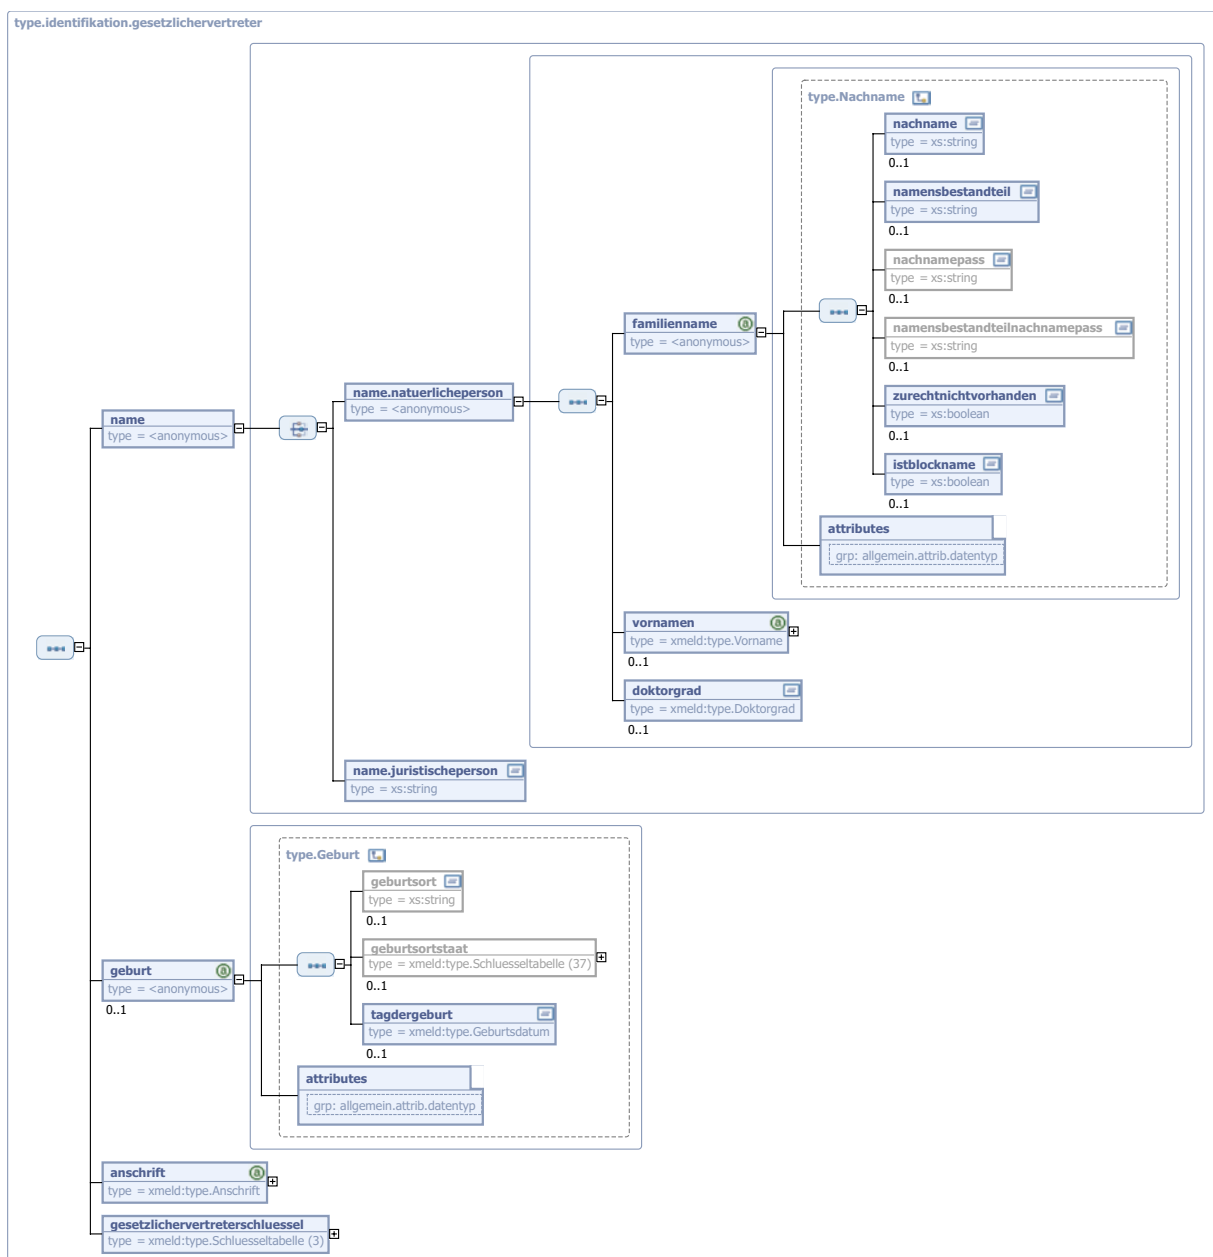 type.identifikation.gesetzlichervertreter
type.Nachname
nachname
type = xs:string
0..1
namensbestandteil
type = xs:string
0..1
nachnamepass
type = xs:string
0..1
familienname
type = <anonymous>
namensbestandteilnachnamepass
type = xs:string
0..1
name.natuerlicheperson
type = <anonymous>
zurechtnichtvorhanden
type = xs:boolean
0..1
name
type = <anonymous>
istblockname
type = xs:boolean
0..1
attributes
grp: allgemein.attrib.datentyp
vornamen
type = xmeld:type.Vorname
0..1
doktorgrad
type = xmeld:type.Doktorgrad
0..1
name.juristischeperson
type = xs:string
type.Geburt
geburtsort
type = xs:string
0..1
geburtsortstaat
type = xmeld:type.Schluesseltabelle (37)
0..1
geburt
type = <anonymous>
0..1
tagdergeburt
type = xmeld:type.Geburtsdatum
0..1
attributes
grp: allgemein.attrib.datentyp
anschrift
type = xmeld:type.Anschrift
gesetzlichervertreterschluessel
type = xmeld:type.Schluesseltabelle (3)